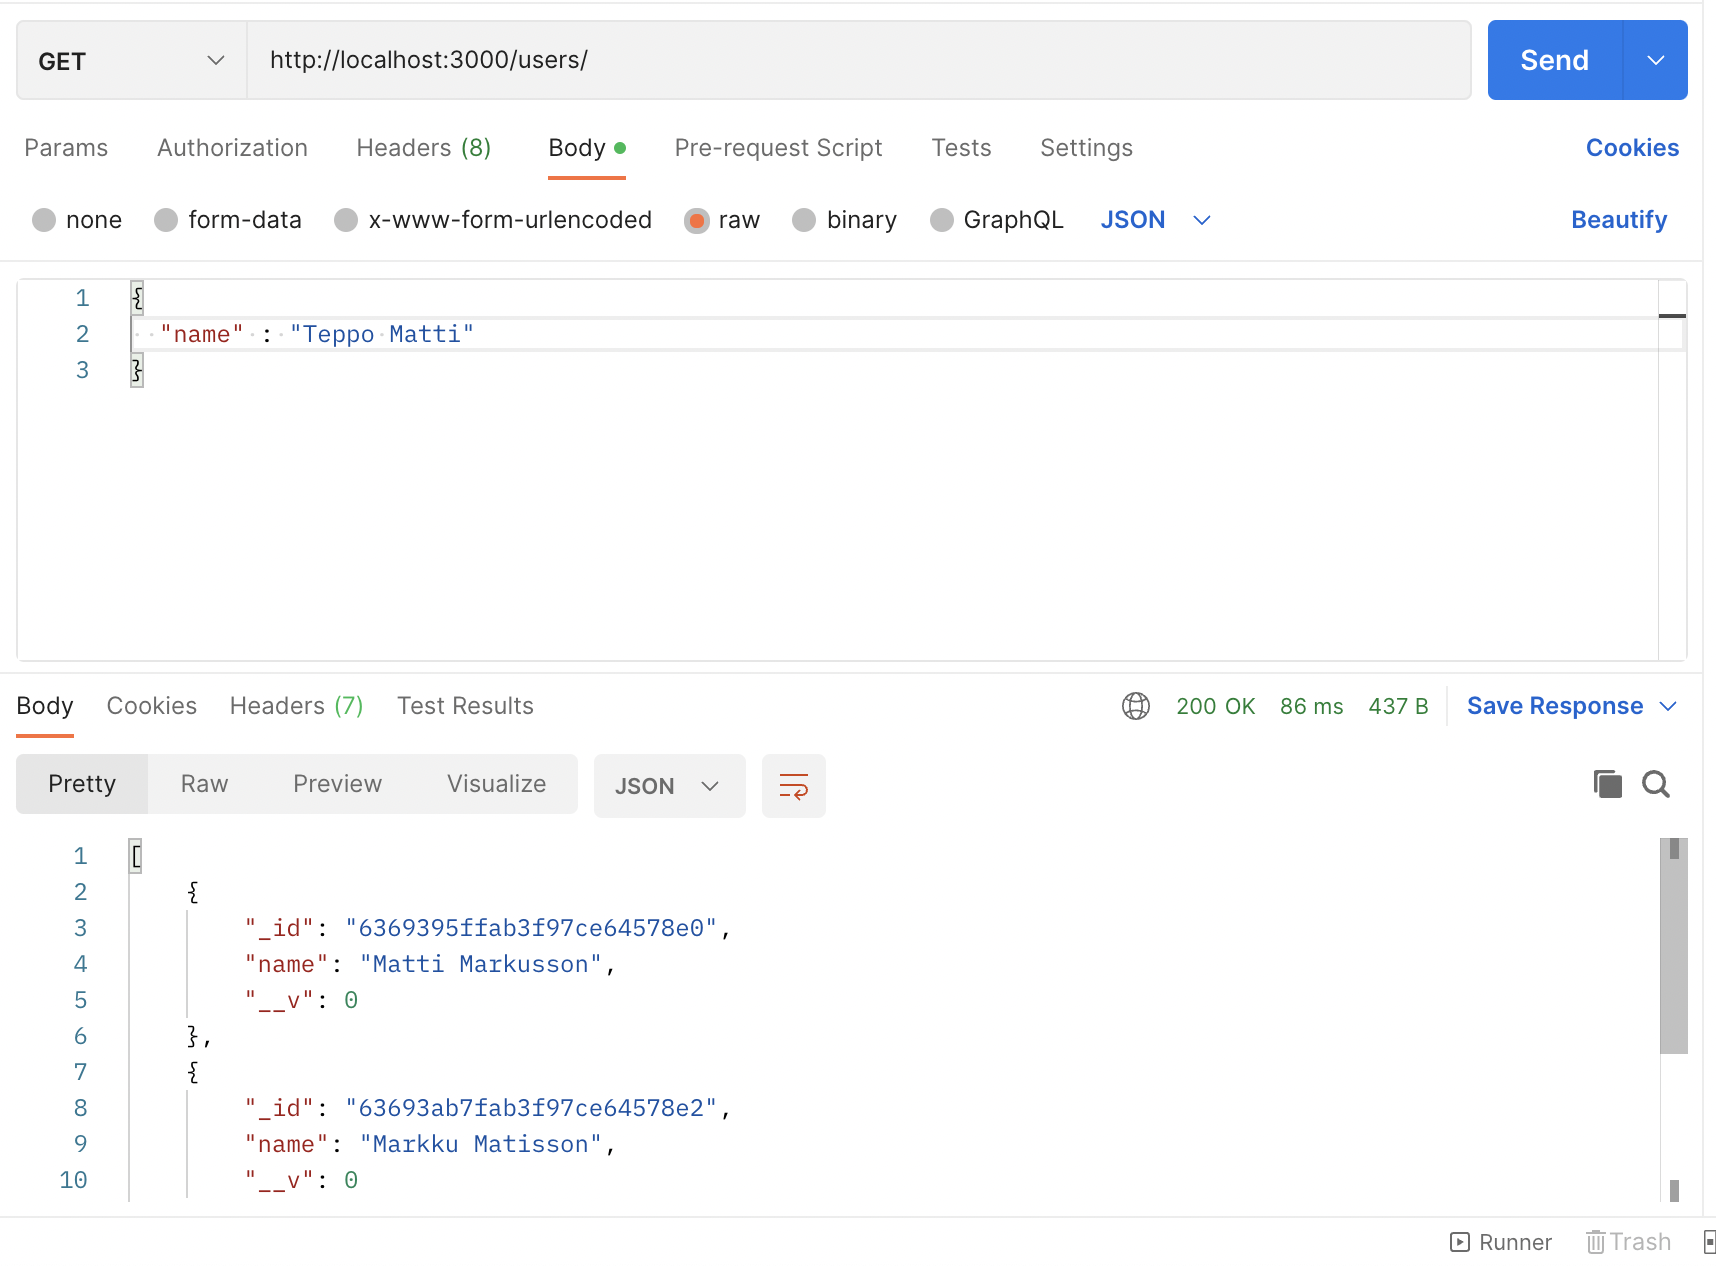 GET http://localhost:3000/users/ Send
Params Authorization Headers (8) Body Pre-request Script Tests Settings Cookies
none form-data x-www-form-urlencoded raw binary GraphQL JSON Beautify
1 {
2 "name" : "Teppo Matti"
3 }
Body Cookies Headers (7) Test Results 200 OK 86 ms 437 B Save Response
Pretty Raw Preview Visualize JSON
1 [
2 {
3 "_id": "6369395ffab3f97ce64578e0",
4 "name": "Matti Markusson",
5 "__v": 0
6 },
7 {
8 "_id": "63693ab7fab3f97ce64578e2",
9 "name": "Markku Matisson",
10 "__v": 0
Runner Trash